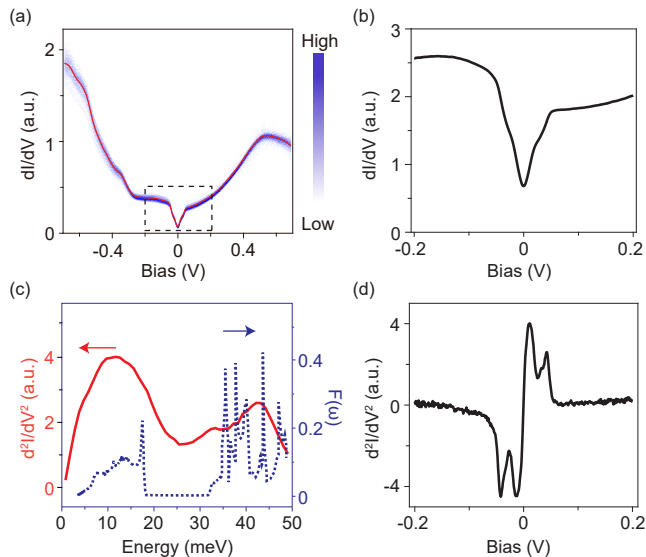 (a)
High
Low
2
1
0
dI/dV (a.u.)
-0.4
0
0.4
Bias (V)
(b)
3
2
1
0
dI/dV (a.u.)
-0.2
0
0.2
Bias (V)
(c)
4
2
0
d²I/dV² (a.u.)
0.4
0.2
0
F(ω)
0
10
20
30
40
50
Energy (meV)
(d)
4
0
-4
d²I/dV² (a.u.)
-0.2
0
0.2
Bias (V)